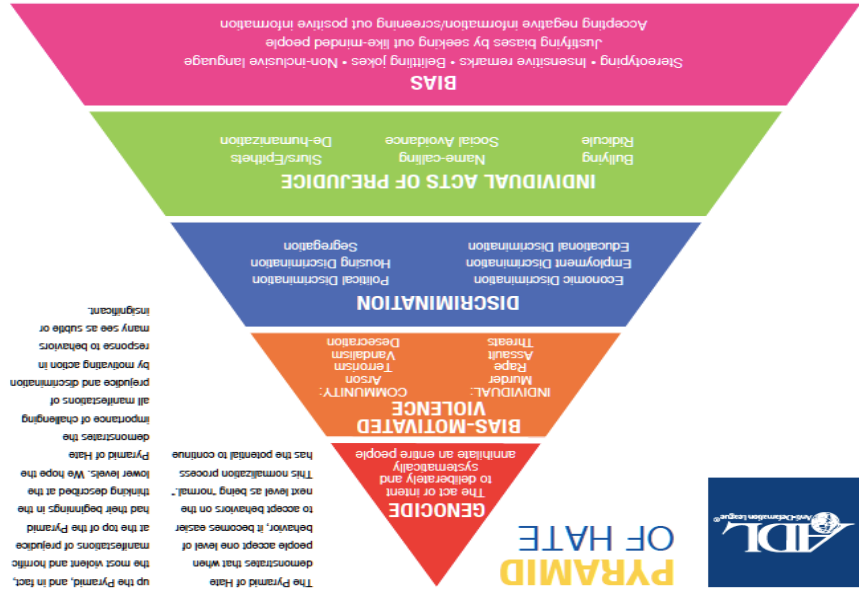 ADL
Anti-Defamation League®
PYRAMID
OF HATE
The Pyramid of Hate
demonstrates that when
people accept one level of
behavior, it becomes easier
to accept behaviors on the
next level as being "normal."
This normalization process
has the potential to continue
up the Pyramid, and in fact,
the most violent and horrific
manifestations of prejudice
at the top of the Pyramid
had their beginnings in the
thinking described at the
lower levels. We hope the
Pyramid of Hate
demonstrates the
importance of challenging
all manifestations of
prejudice and discrimination
by motivating action in
response to behaviors
many see as subtle or
insignificant.
GENOCIDE
The act or intent
to deliberately and
systematically
annihilate an entire people
BIAS-MOTIVATED
VIOLENCE
INDIVIDUAL: COMMUNITY:
Murder Arson
Rape Terrorism
Assault Vandalism
Threats Desecration
DISCRIMINATION
Economic Discrimination Political Discrimination
Employment Discrimination Housing Discrimination
Educational Discrimination Segregation
INDIVIDUAL ACTS OF PREJUDICE
Bullying Name-calling Slurs/Epithets
Ridicule Social Avoidance De-humanization
BIAS
Stereotyping • Insensitive remarks • Belittling jokes • Non-inclusive language
Justifying biases by seeking out like-minded people
Accepting negative information/screening out positive information